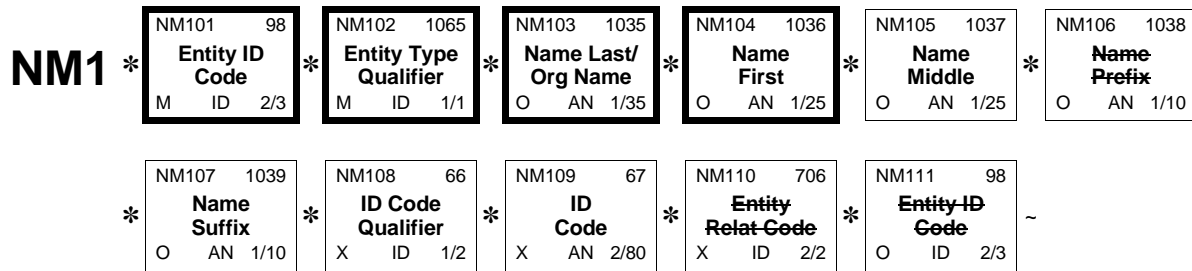 NM101 98 NM102 1065 NM103 1035 NM104 1036 NM105 1037 NM106 1038
NM1 * Entity ID * Entity Type * Name Last/ * Name * Name * Name
Code Qualifier Org Name First Middle Prefix
M ID 2/3 M ID 1/1 O AN 1/35 O AN 1/25 O AN 1/25 O AN 1/10
NM107 1039 NM108 66 NM109 67 NM110 706 NM111 98
* Name * ID Code * ID * Entity * Entity ID ~
Suffix Qualifier Code Relat Code Code
O AN 1/10 X ID 1/2 X AN 2/80 X ID 2/2 O ID 2/3